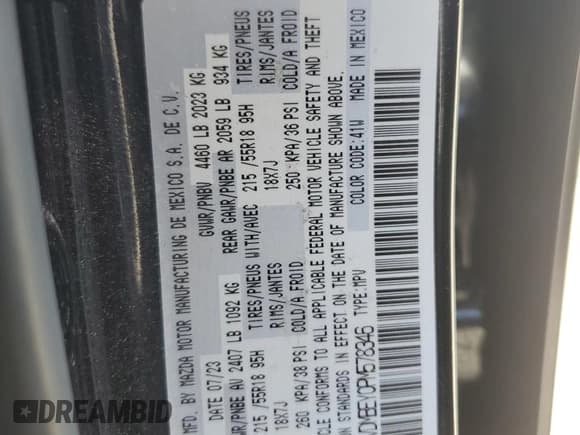 MFD. BY MAZDA MOTOR MANUFACTURING DE MEXICO S.A. DE C.V.
DATE 07/23 GVWR/PNBV 4460 LB 2023 KG
GAWR/PNBE AV 2407 LB 1092 KG REAR GAWR/PNBE AR 2059 LB 934 KG
215 /55R18 95H TIRES/PNEUS WITH/AVEC 215 /55R18 95H TIRES/PNEUS
18X7J RIMS/JANTES 18X7J RIMS/JANTES
260 KPA/38 PSI COLD/A FROID 250 KPA/36 PSI COLD/A FROID
CONFORMS TO ALL APPLICABLE FEDERAL MOTOR VEHICLE SAFETY AND THEFT
STANDARDS IN EFFECT ON THE DATE OF MANUFACTURE SHOWN ABOVE.
TYPE:MPV COLOR CODE:41W MADE IN MEXICO
DREAMBID